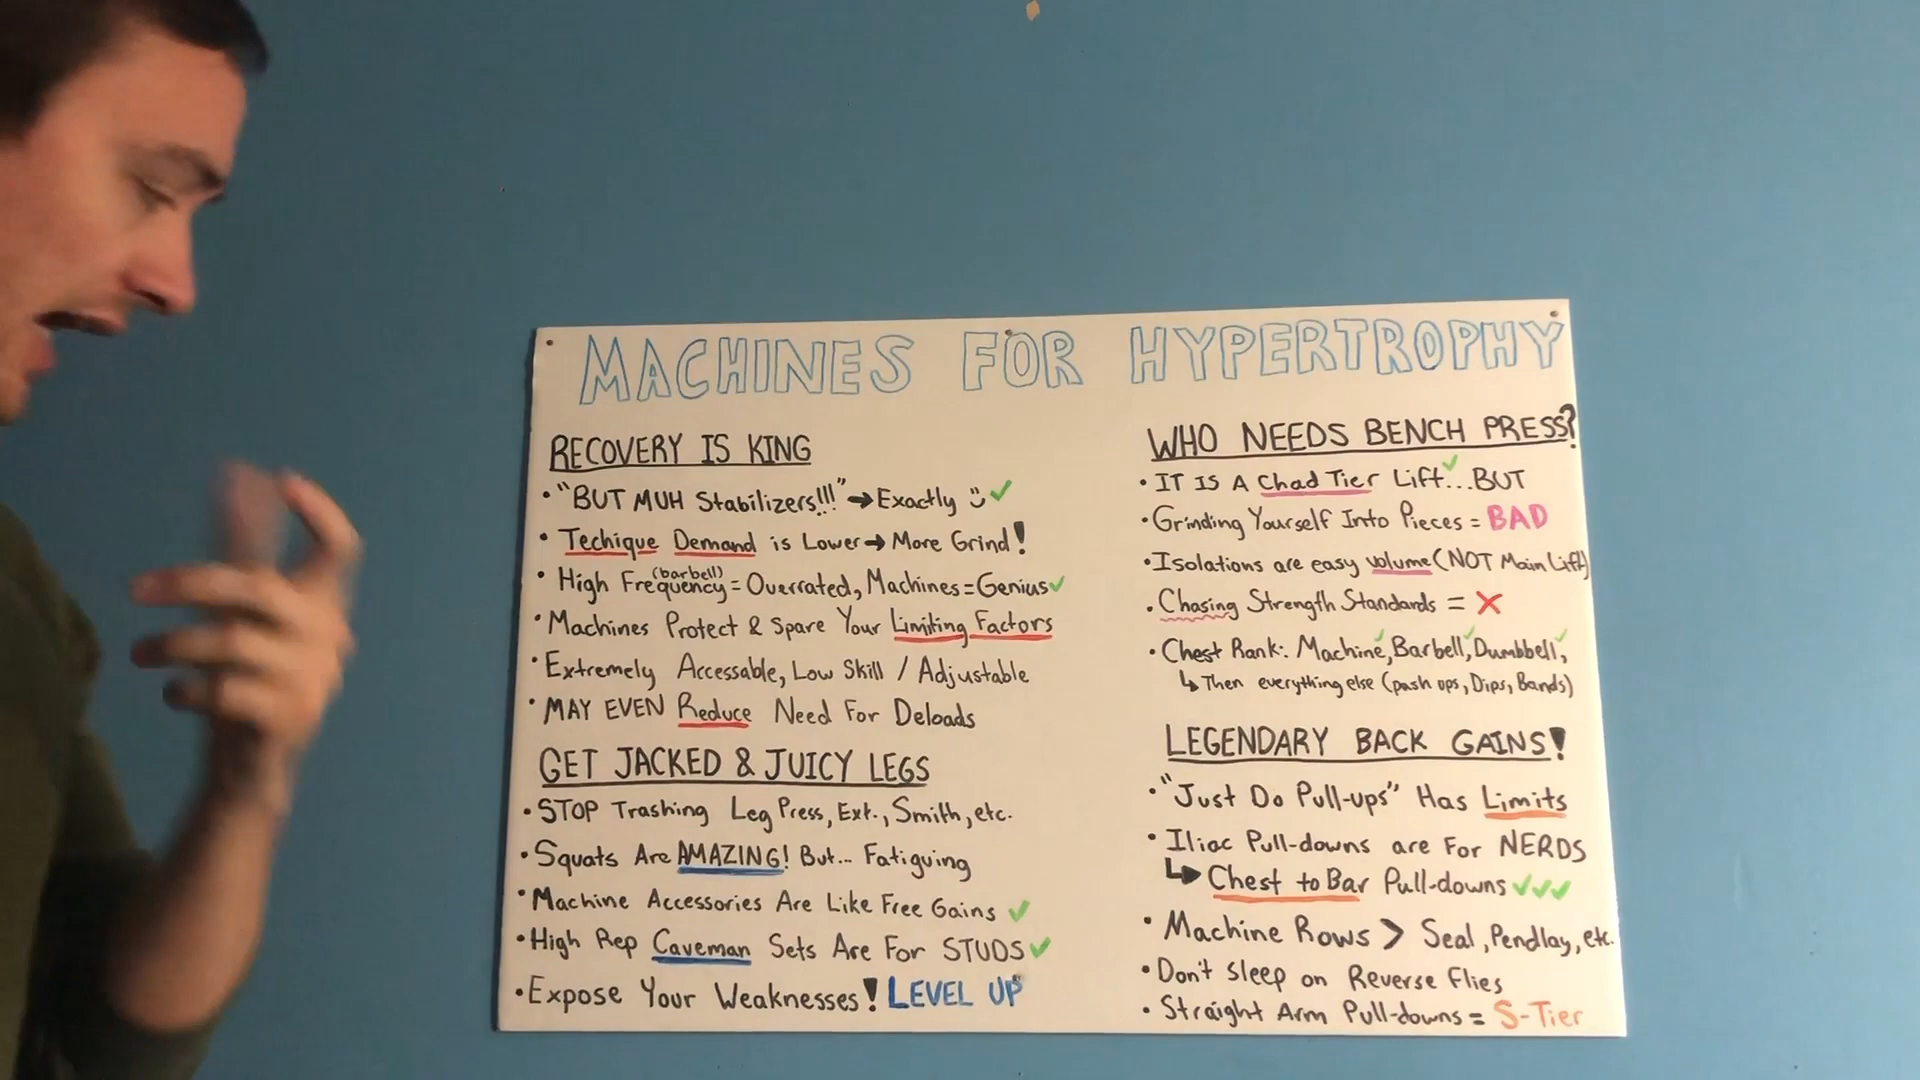 MACHINES FOR HYPERTROPHY
RECOVERY IS KING
• "BUT MUH Stabilizers!!!" → Exactly
• Techique Demand is Lower → More Grind!
• High Frequency (barbell) = Overrated, Machines = Genius ✓
• Machines Protect & Spare Your Limiting Factors
• Extremely Accessable, Low Skill / Adjustable
• MAY EVEN Reduce Need For Deloads
GET JACKED & JUICY LEGS
• STOP Trashing Leg Press, Ext., Smith, etc.
• Squats Are AMAZING! But... Fatiguing
• Machine Accessories Are Like Free Gains ✓
• High Rep Caveman Sets Are For STUDS ✓
• Expose Your Weaknesses! LEVEL UP
WHO NEEDS BENCH PRESS?
• IT IS A Chad Tier Lift ✓...BUT
• Grinding Yourself Into Pieces = BAD
• Isolations are easy volume (NOT Main Lift)
• Chasing Strength Standards = X
• Chest Rank: Machine ✓, Barbell ✓, Dumbbell ✓,
↳ Then everything else (push ups, Dips, Bands)
LEGENDARY BACK GAINS!
• "Just Do Pull-ups" Has Limits
• Iliac Pull-downs are For NERDS
↳ Chest to Bar Pull-downs ✓✓✓
• Machine Rows > Seal, Pendlay, etc.
• Don't Sleep on Reverse Flies
• Straight Arm Pull-downs = S-Tier